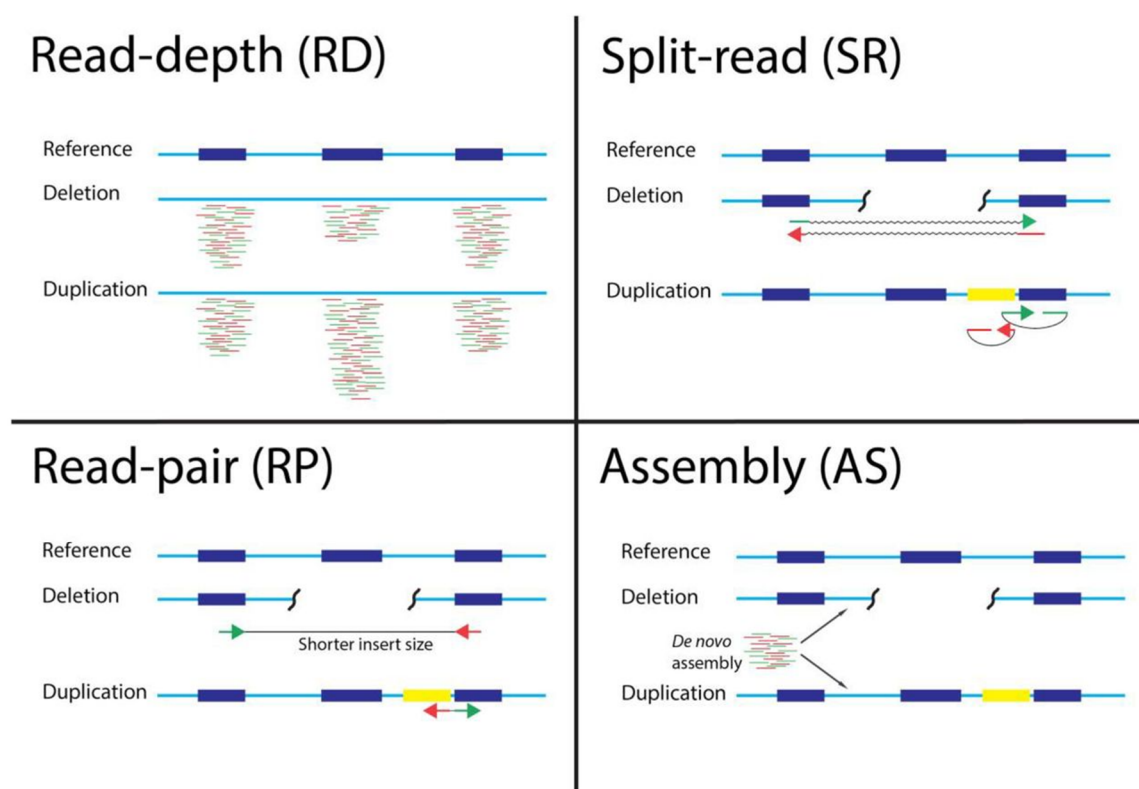 Read-depth (RD)
Reference
Deletion
Duplication
Split-read (SR)
Reference
Deletion
Duplication
Read-pair (RP)
Reference
Deletion
Shorter insert size
Duplication
Assembly (AS)
Reference
Deletion
De novo
assembly
Duplication